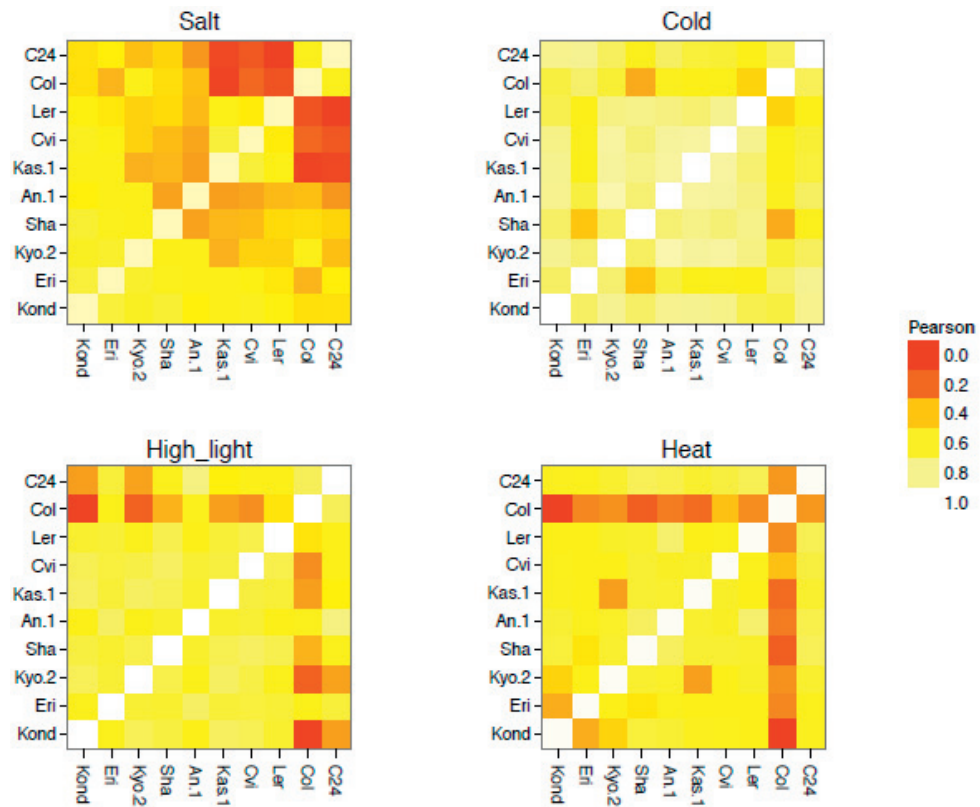 Salt
C24
Col
Ler
Cvi
Kas.1
An.1
Sha
Kyo.2
Eri
Kond
Kond
Eri
Kyo.2
Sha
An.1
Kas.1
Cvi
Ler
Col
C24
Cold
C24
Col
Ler
Cvi
Kas.1
An.1
Sha
Kyo.2
Eri
Kond
Kond
Eri
Kyo.2
Sha
An.1
Kas.1
Cvi
Ler
Col
C24
Pearson
0.0
0.2
0.4
0.6
0.8
1.0
High_light
C24
Col
Ler
Cvi
Kas.1
An.1
Sha
Kyo.2
Eri
Kond
Kond
Eri
Kyo.2
Sha
An.1
Kas.1
Cvi
Ler
Col
C24
Heat
C24
Col
Ler
Cvi
Kas.1
An.1
Sha
Kyo.2
Eri
Kond
Kond
Eri
Kyo.2
Sha
An.1
Kas.1
Cvi
Ler
Col
C24